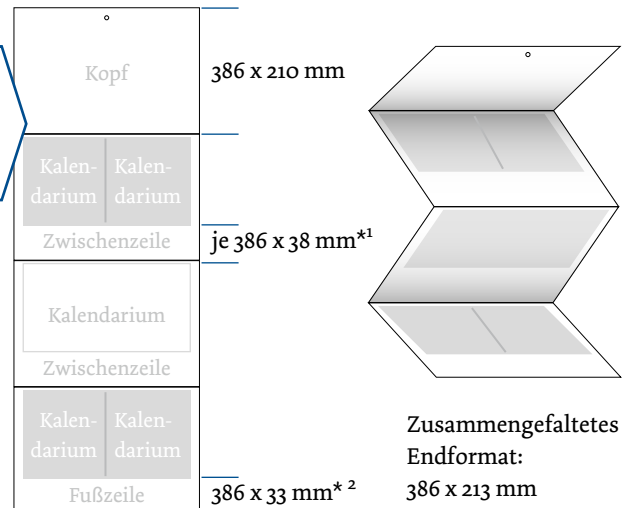 Kopf
386 x 210 mm
Kalen- Kalen-
darium darium
Zwischenzeile
je 386 x 38 mm*¹
Kalendarium
Zwischenzeile
Kalen- Kalen-
darium darium
Fußzeile
386 x 33 mm* ²
Zusammengefaltetes
Endformat:
386 x 213 mm